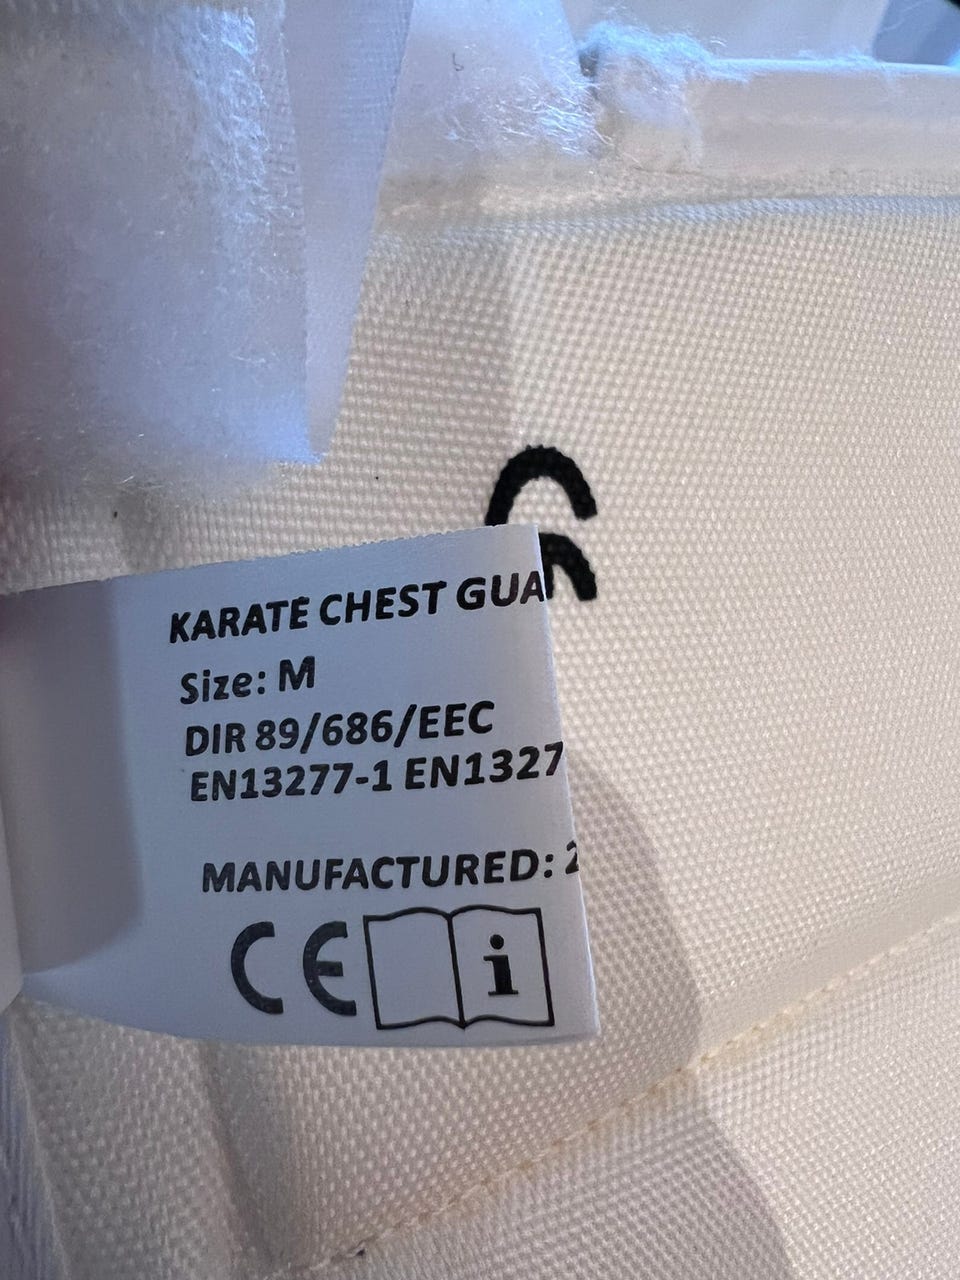 KARATE CHEST GUA
Size: M
DIR 89/686/EEC
EN13277-1 EN1327
MANUFACTURED: 2
CE i